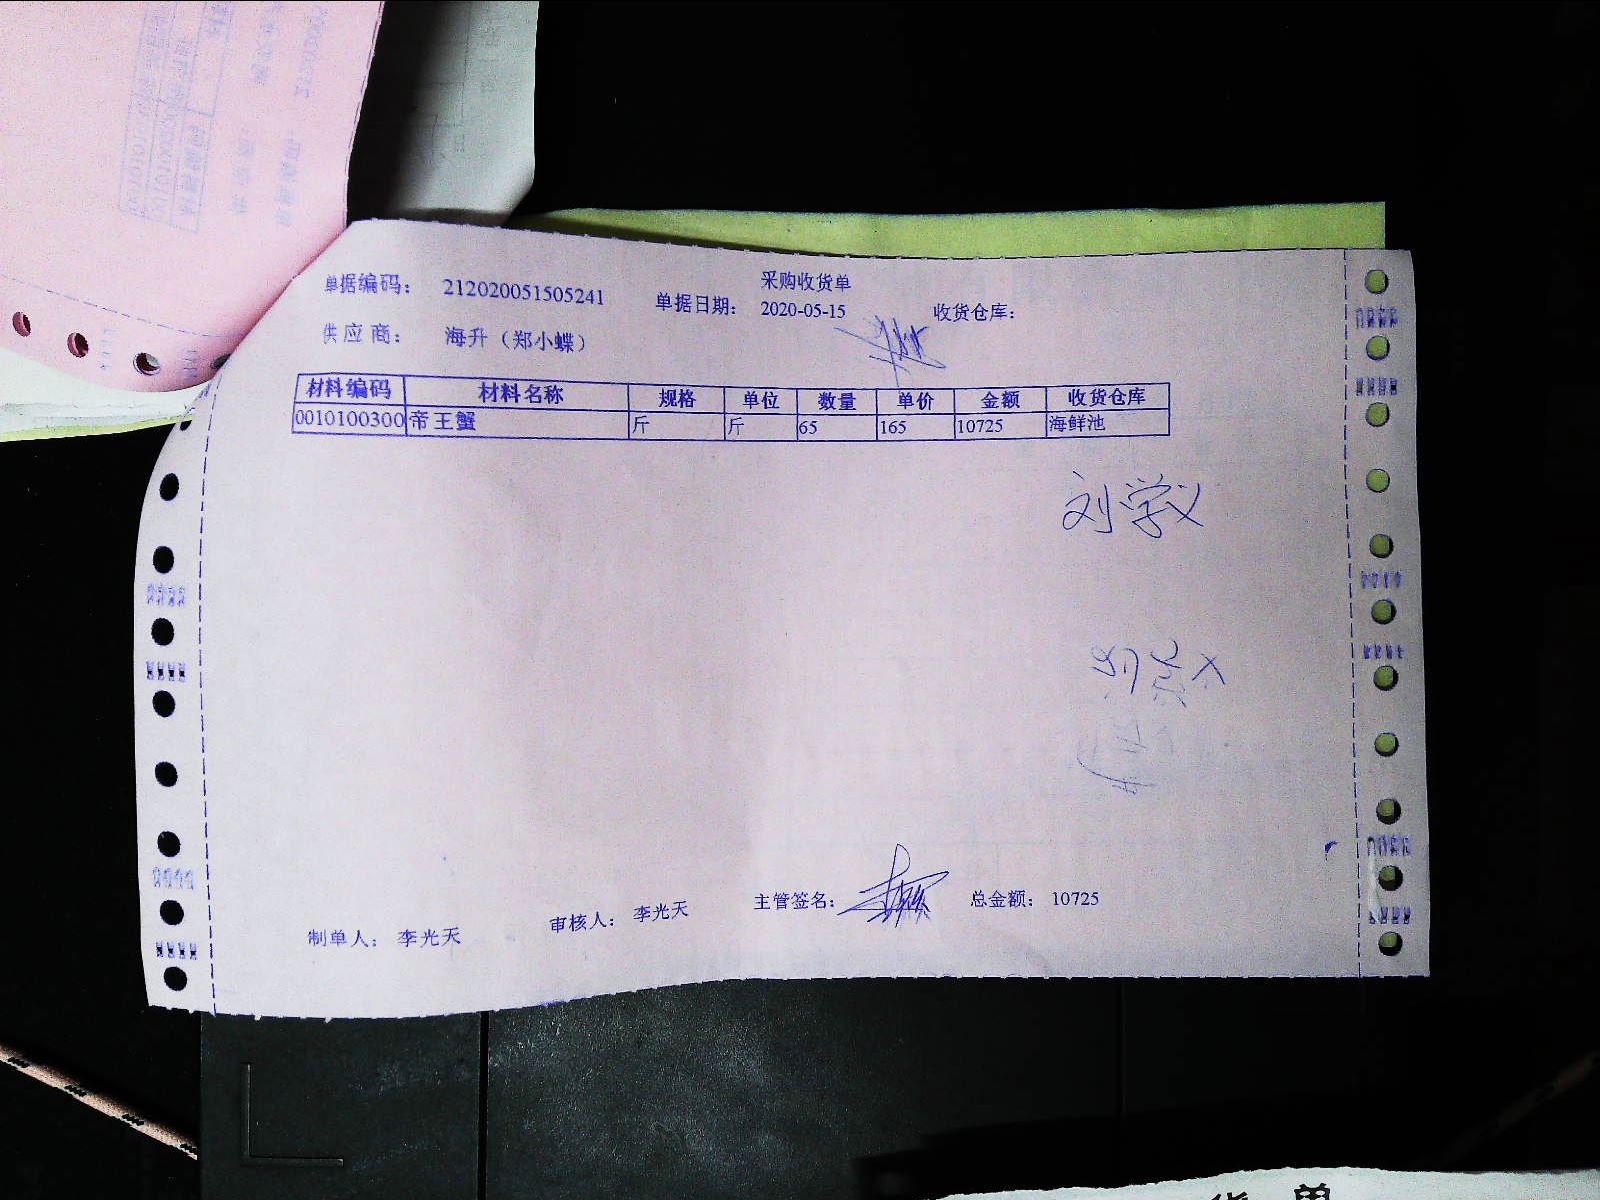 采购收货单
单据编码： 212020051505241 单据日期： 2020-05-15 收货仓库：
供应商： 海升（郑小蝶）
材料编码 材料名称 规格 单位 数量 单价 金额 收货仓库
0010100300 帝王蟹 斤 斤 65 165 10725 海鲜池
刘学义
制单人： 李光天 审核人： 李光天 主管签名： 总金额： 10725